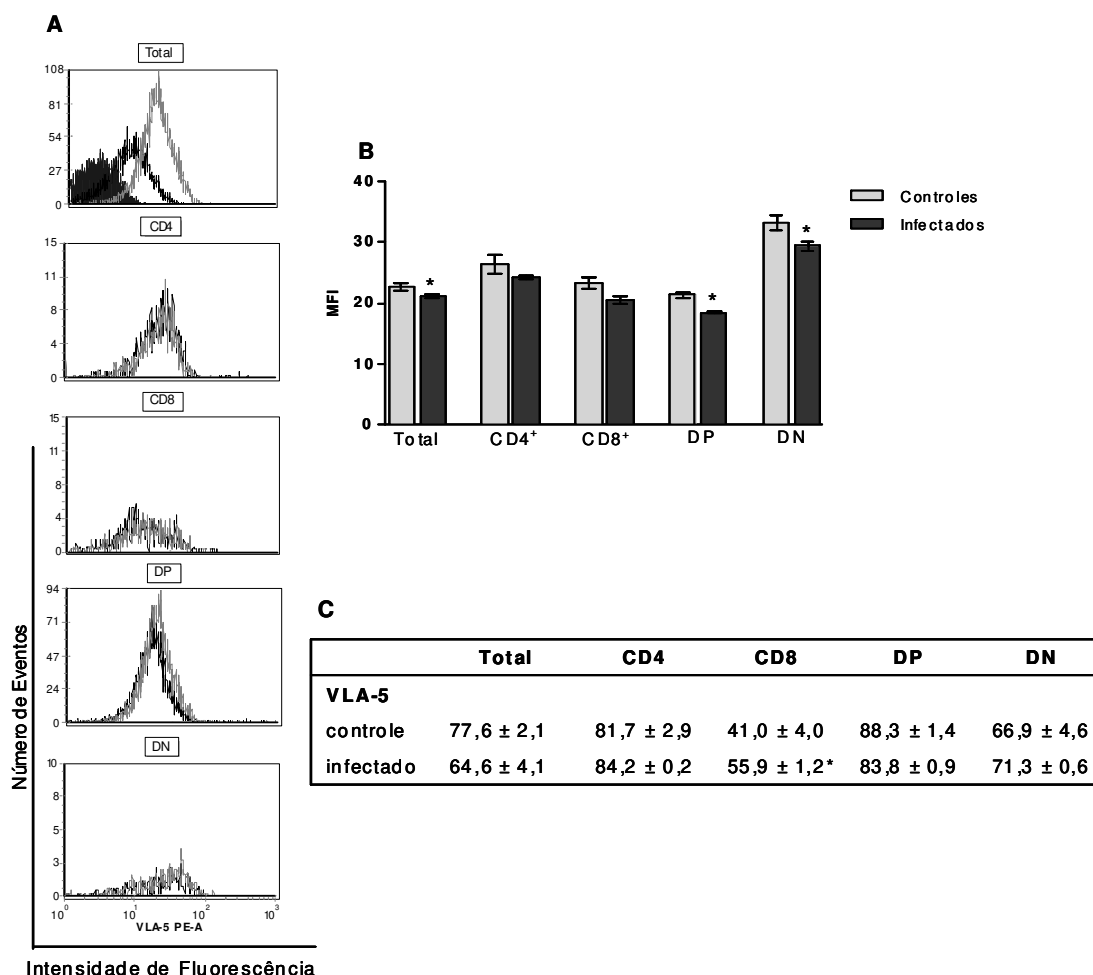 A
Total
108
81
54
27
0
CD4
15
11
8
4
0
CD8
15
11
8
4
0
DP
94
71
47
24
0
DN
10
8
5
3
0
10⁰ 10¹ 10² 10³
VLA-5 PE-A
Número de Eventos
Intensidade de Fluorescência
B
40
30
20
10
0
MFI
* * *
Total CD4⁺ CD8⁺ DP DN
Controles
Infectados
C
Total CD4 CD8 DP DN
VLA-5
controle 77,6 ± 2,1 81,7 ± 2,9 41,0 ± 4,0 88,3 ± 1,4 66,9 ± 4,6
infectado 64,6 ± 4,1 84,2 ± 0,2 55,9 ± 1,2* 83,8 ± 0,9 71,3 ± 0,6